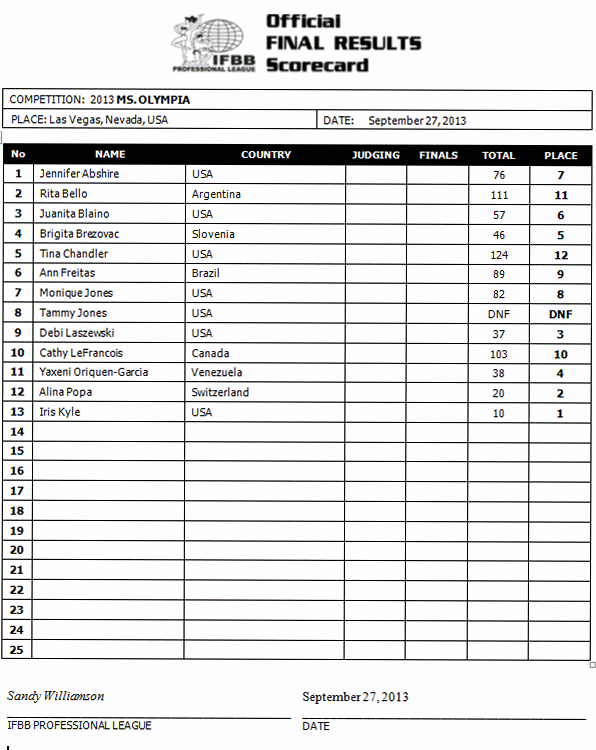 Official
FINAL RESULTS
Scorecard
IFBB
PROFESSIONAL LEAGUE
COMPETITION: 2013 MS. OLYMPIA
PLACE: Las Vegas, Nevada, USA DATE: September 27, 2013
No NAME COUNTRY JUDGING FINALS TOTAL PLACE
1 Jennifer Abshire USA 76 7
2 Rita Bello Argentina 111 11
3 Juanita Blaino USA 57 6
4 Brigita Brezovac Slovenia 46 5
5 Tina Chandler USA 124 12
6 Ann Freitas Brazil 89 9
7 Monique Jones USA 82 8
8 Tammy Jones USA DNF DNF
9 Debi Laszewski USA 37 3
10 Cathy LeFrancois Canada 103 10
11 Yaxeni Oriquen-Garcia Venezuela 38 4
12 Alina Popa Switzerland 20 2
13 Iris Kyle USA 10 1
14
15
16
17
18
19
20
21
22
23
24
25
Sandy Williamson September 27, 2013
IFBB PROFESSIONAL LEAGUE DATE